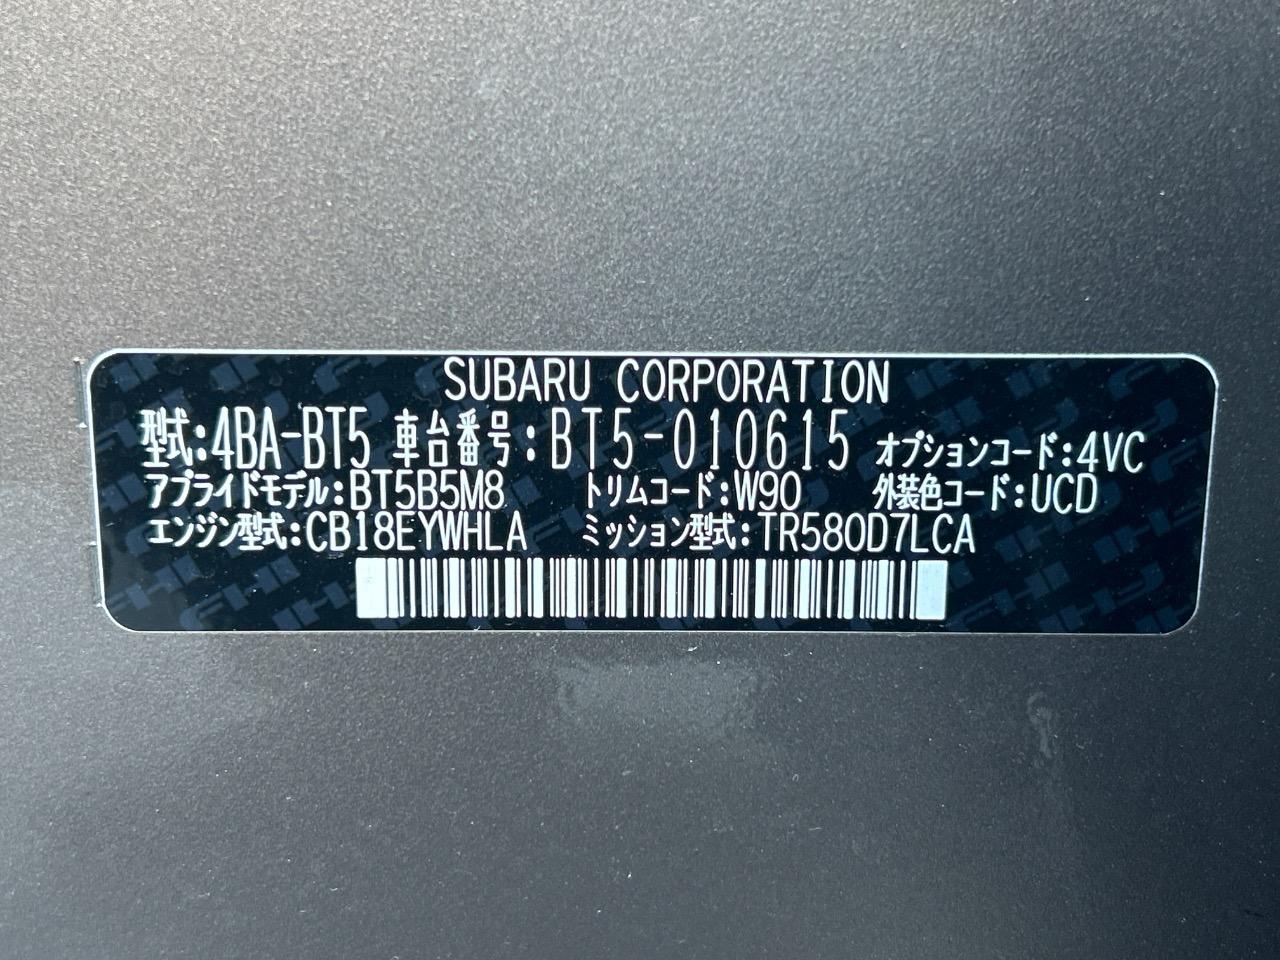 SUBARU CORPORATION
型式:4BA-BT5 車台番号:BT5-010615 オプションコード:4VC
アプライドモデル:BT5B5M8 トリムコード:W90 外装色コード:UCD
エンジン型式:CB18EYWHLA ミッション型式:TR580D7LCA